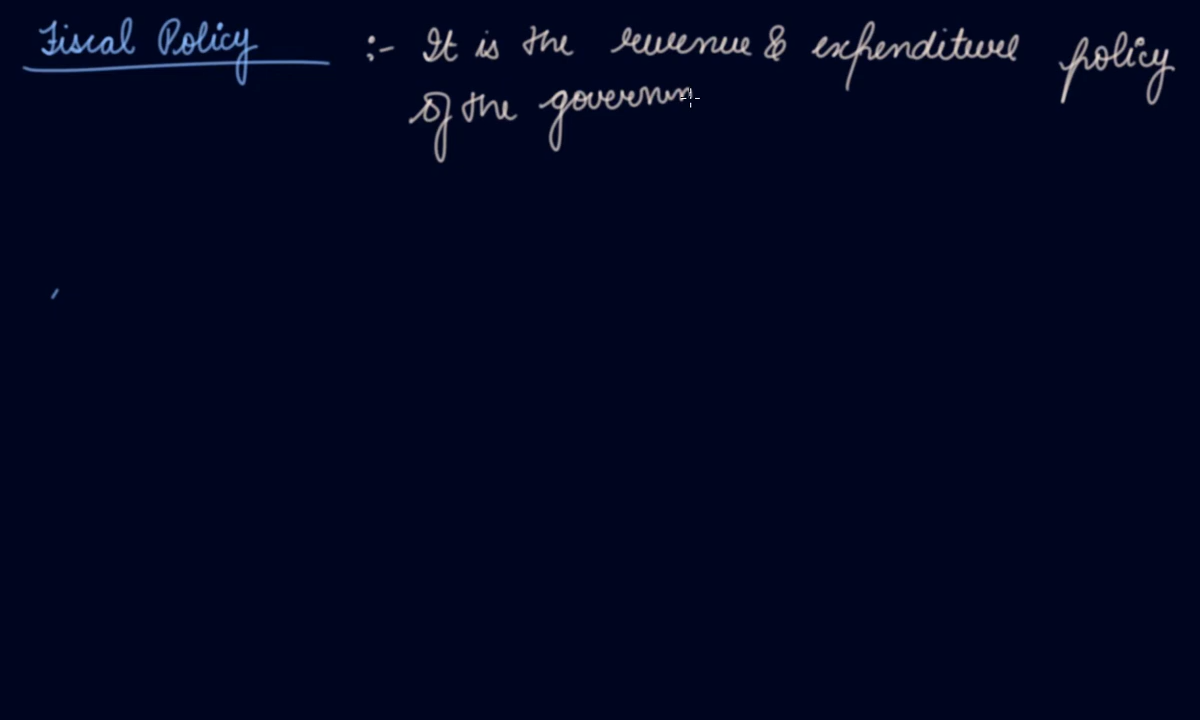 Fiscal Policy :- It is the revenue & expenditure policy
of the governm